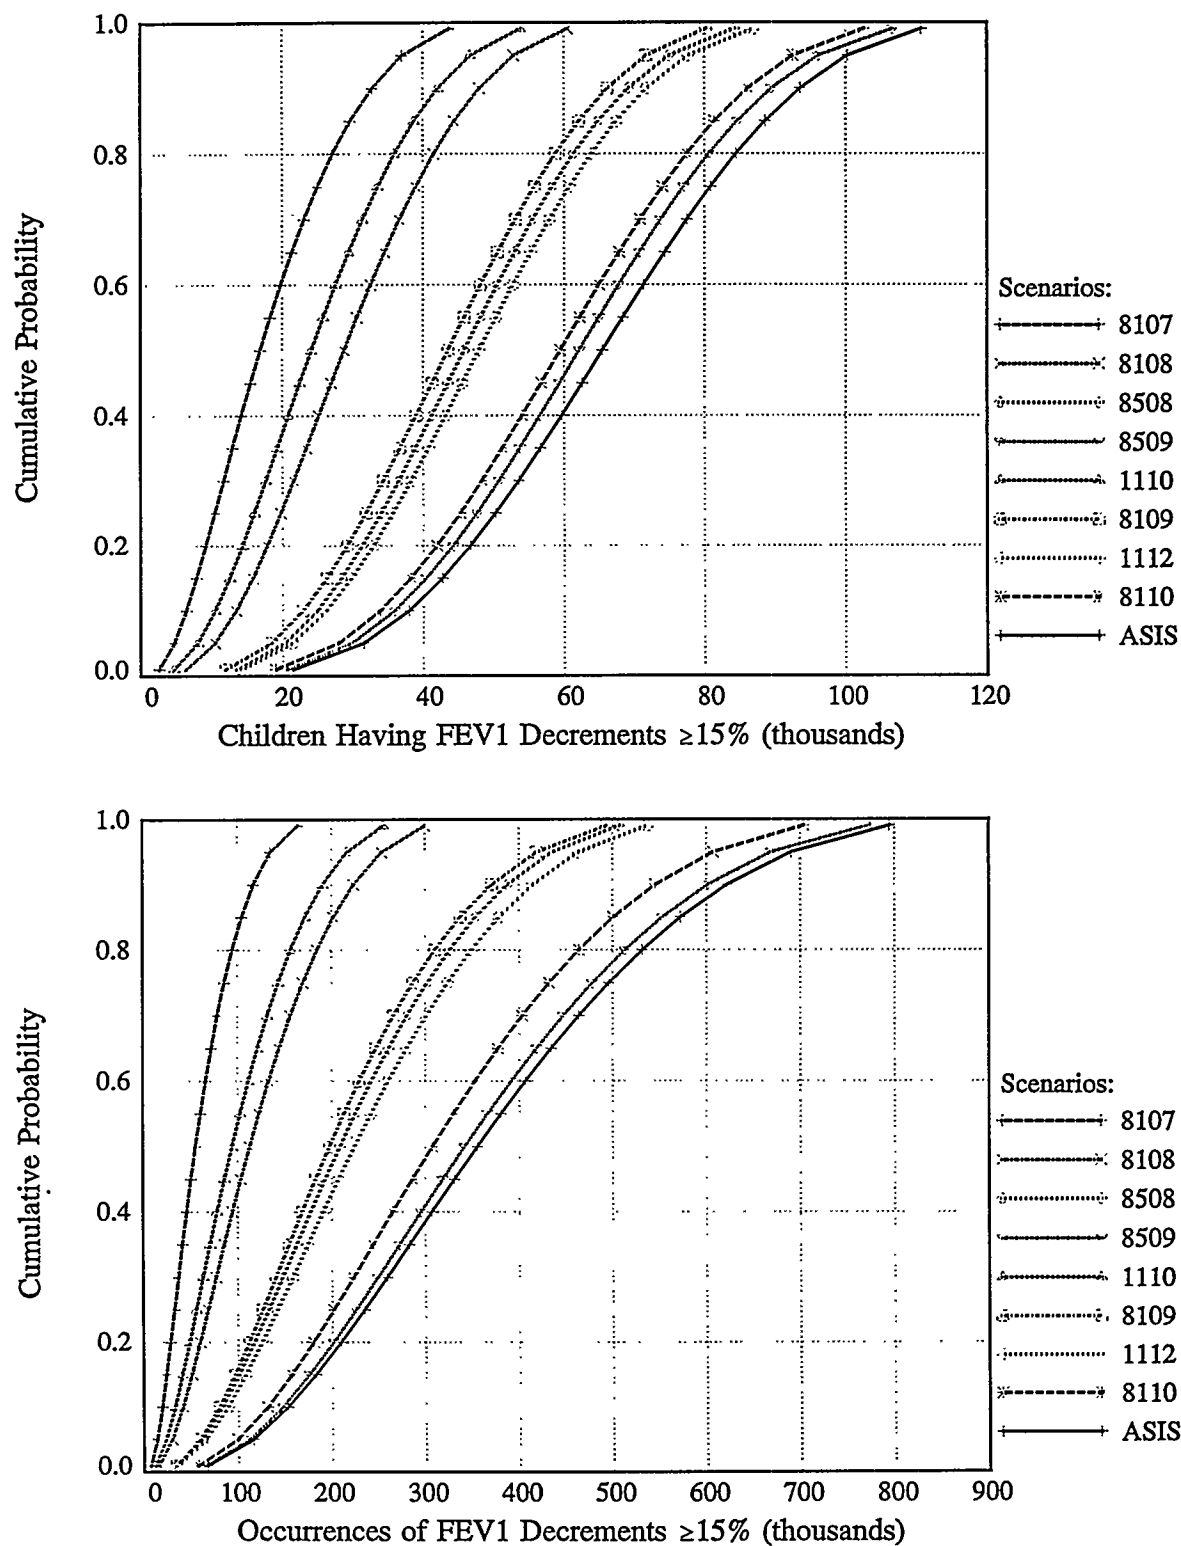 1.0
0.8
0.6
0.4
0.2
0.0
Cumulative Probability
0 20 40 60 80 100 120
Children Having FEV1 Decrements ≥15% (thousands)
Scenarios:
8107
8108
8508
8509
1110
8109
1112
8110
ASIS
1.0
0.8
0.6
0.4
0.2
0.0
Cumulative Probability
0 100 200 300 400 500 600 700 800 900
Occurrences of FEV1 Decrements ≥15% (thousands)
Scenarios:
8107
8108
8508
8509
1110
8109
1112
8110
ASIS